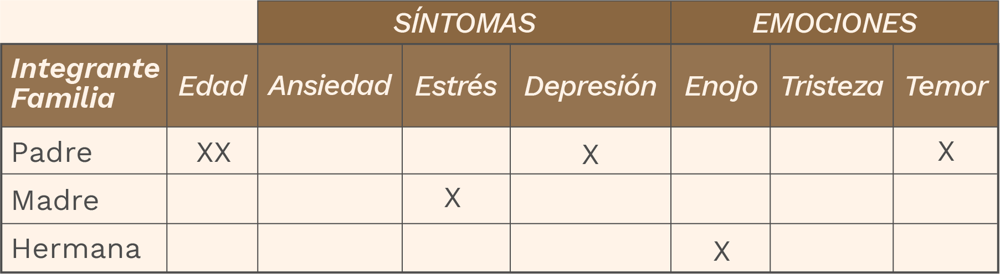 SÍNTOMAS EMOCIONES
Integrante Familia Edad Ansiedad Estrés Depresión Enojo Tristeza Temor
Padre XX X X
Madre X
Hermana X